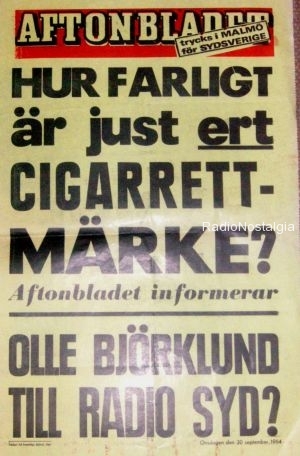 AFTONBLADET
trycks i MALMÖ
för SYDSVERIGE
HUR FARLIGT
är just ert
CIGARRETT-
MÄRKE?
RadioNostalgia
Aftonbladet informerar
OLLE BJÖRKLUND
TILL RADIO SYD?
Onsdagen den 30 september, 1964